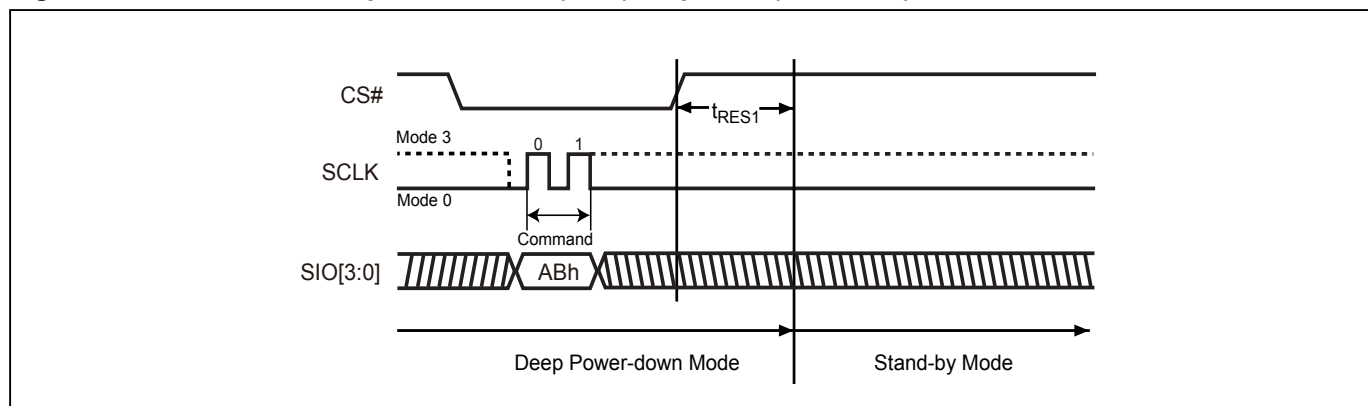 CS#
tRES1
Mode 3
0 1
SCLK
Mode 0
Command
SIO[3:0]
ABh
Deep Power-down Mode
Stand-by Mode